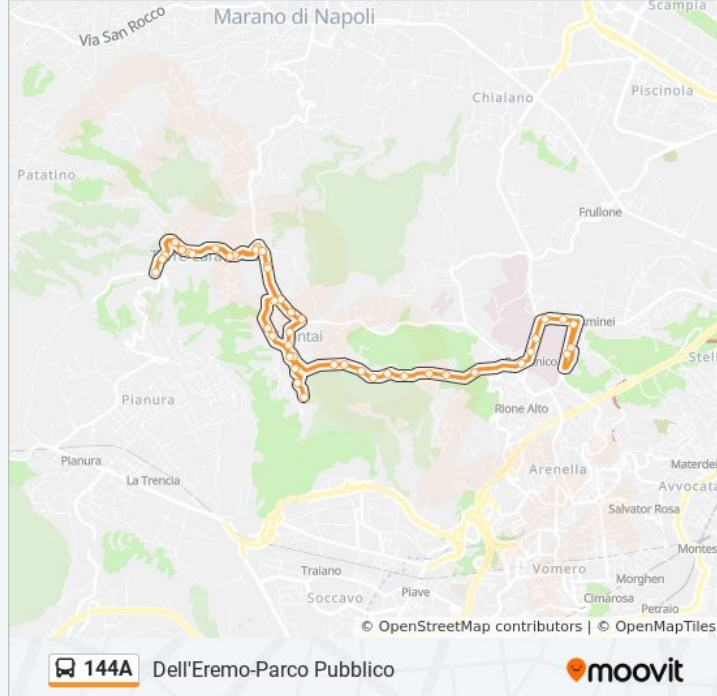 Scampia
Marano di Napoli
Via San Rocco
Piscinola
Chiaiano
Patatino
Frullone
Pianura
Rione Alto
Pianura
La Trencia
Arenella
Materdei
Avvocata
Salvator Rosa
Montes
Traiano
Vomero
Morghen
Soccavo
Piave
Cimarosa
Petraio
© OpenStreetMap contributors | © OpenMapTiles
144A
Dell'Eremo-Parco Pubblico
moovit